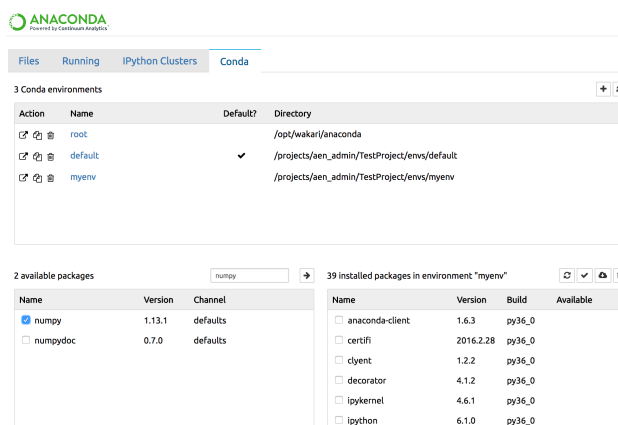 ANACONDA
Powered by Continuum Analytics
Files Running IPython Clusters Conda
3 Conda environments
Action Name Default? Directory
root /opt/wakari/anaconda
default /projects/aen_admin/TestProject/envs/default
myenv /projects/aen_admin/TestProject/envs/myenv
2 available packages numpy
Name Version Channel
numpy 1.13.1 defaults
numpydoc 0.7.0 defaults
39 installed packages in environment "myenv"
Name Version Build Available
anaconda-client 1.6.3 py36_0
certifi 2016.2.28 py36_0
clyent 1.2.2 py36_0
decorator 4.1.2 py36_0
ipykernel 4.6.1 py36_0
ipython 6.1.0 py36_0